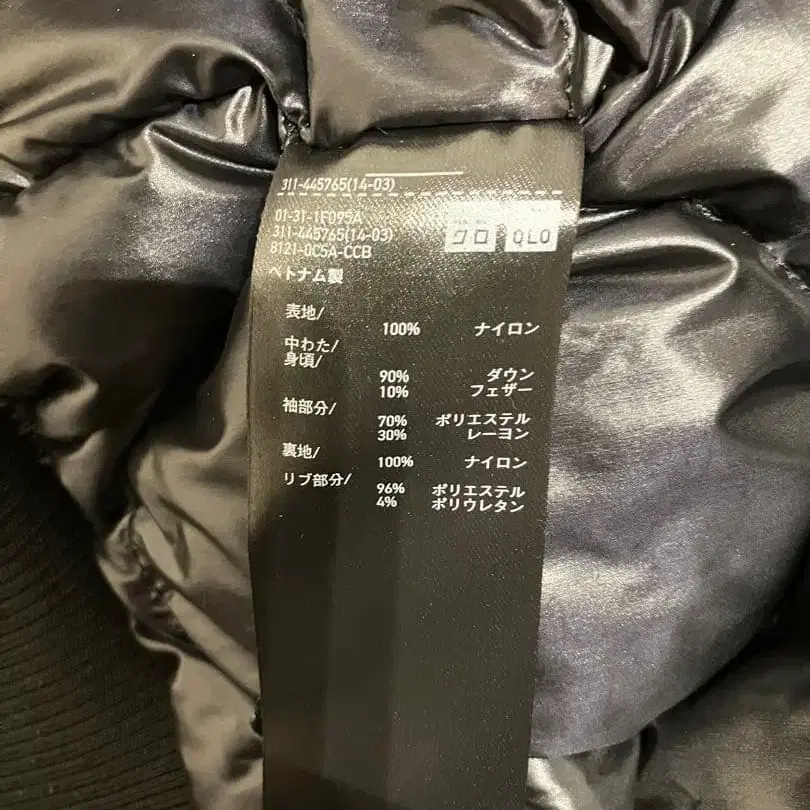 311-445765(14-03)
01-31-1F095A
311-445765(14-03)
8121-0C5A-CCB
クロ QLO
ベトナム製
表地/
100% ナイロン
中わた/
身頃/
90% ダウン
10% フェザー
袖部分/
70% ポリエステル
30% レーヨン
裏地/
100% ナイロン
リブ部分/
96% ポリエステル
4% ポリウレタン